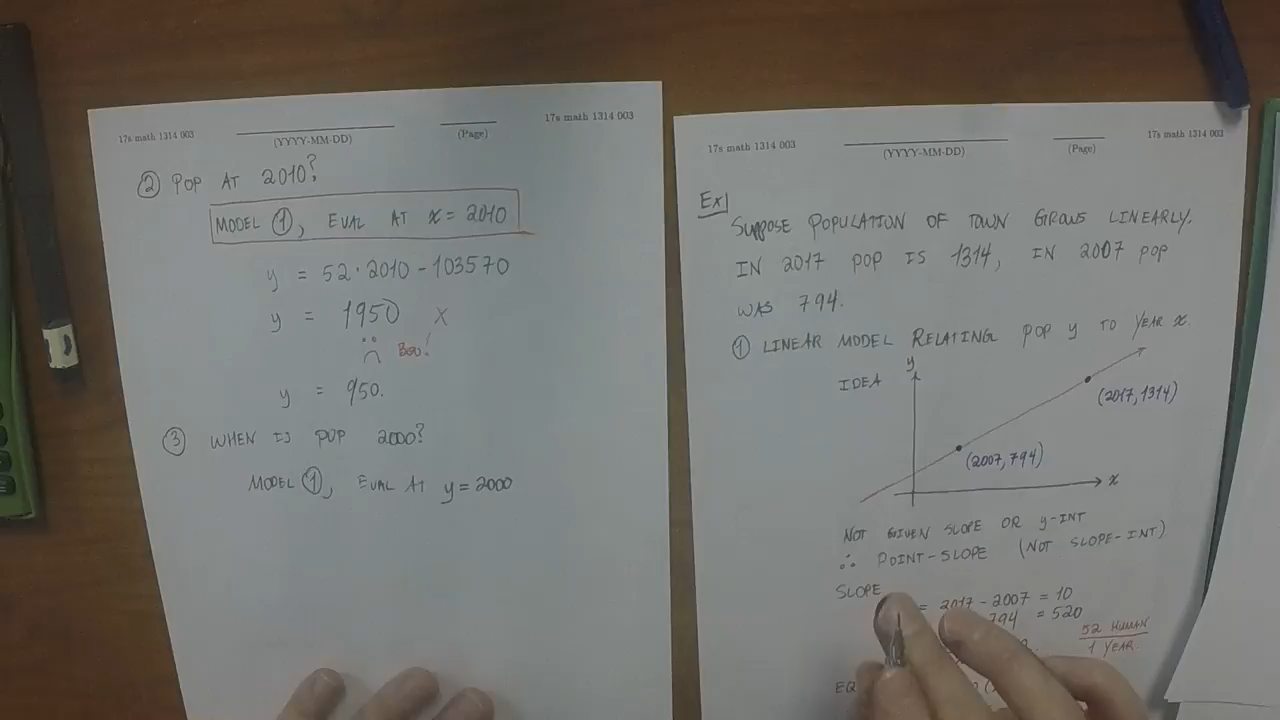 17s math 1314 003
(YYYY-MM-DD)
(Page)
17s math 1314 003
② POP AT 2010?
MODEL ①, EVAL AT x = 2010
y = 52·2010 - 103570
y = 1950 x
Boo!
y = 950.
③ WHEN IS POP 2000?
MODEL ①, EVAL AT y = 2000
17s math 1314 003
(YYYY-MM-DD)
(Page)
17s math 1314 003
Ex
SUPPOSE POPULATION OF TOWN GROWS LINEARLY.
IN 2017 POP IS 1314, IN 2007 POP
WAS 794.
① LINEAR MODEL RELATING POP y TO YEAR x.
IDEA
y
(2017, 1314)
(2007, 794)
x
NOT GIVEN SLOPE OR y-INT
∴ POINT-SLOPE (NOT SLOPE-INT)
SLOPE
= 2017 - 2007 = 10
794 = 520
52 HUMAN
1 YEAR
EQ